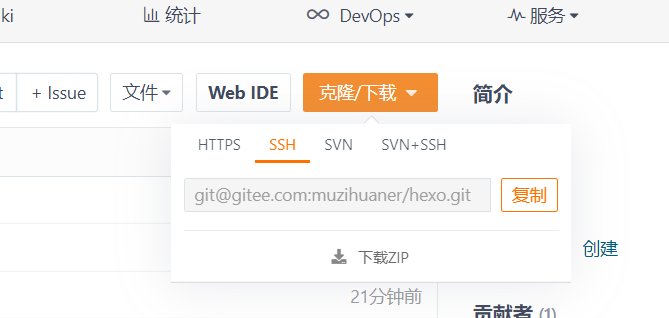 ki 统计 DevOps 服务
t + Issue 文件 Web IDE 克隆/下载 简介
HTTPS SSH SVN SVN+SSH
git@gitee.com:muzihuaner/hexo.git 复制
下载ZIP 创建
21分钟前
贡献者 (1)